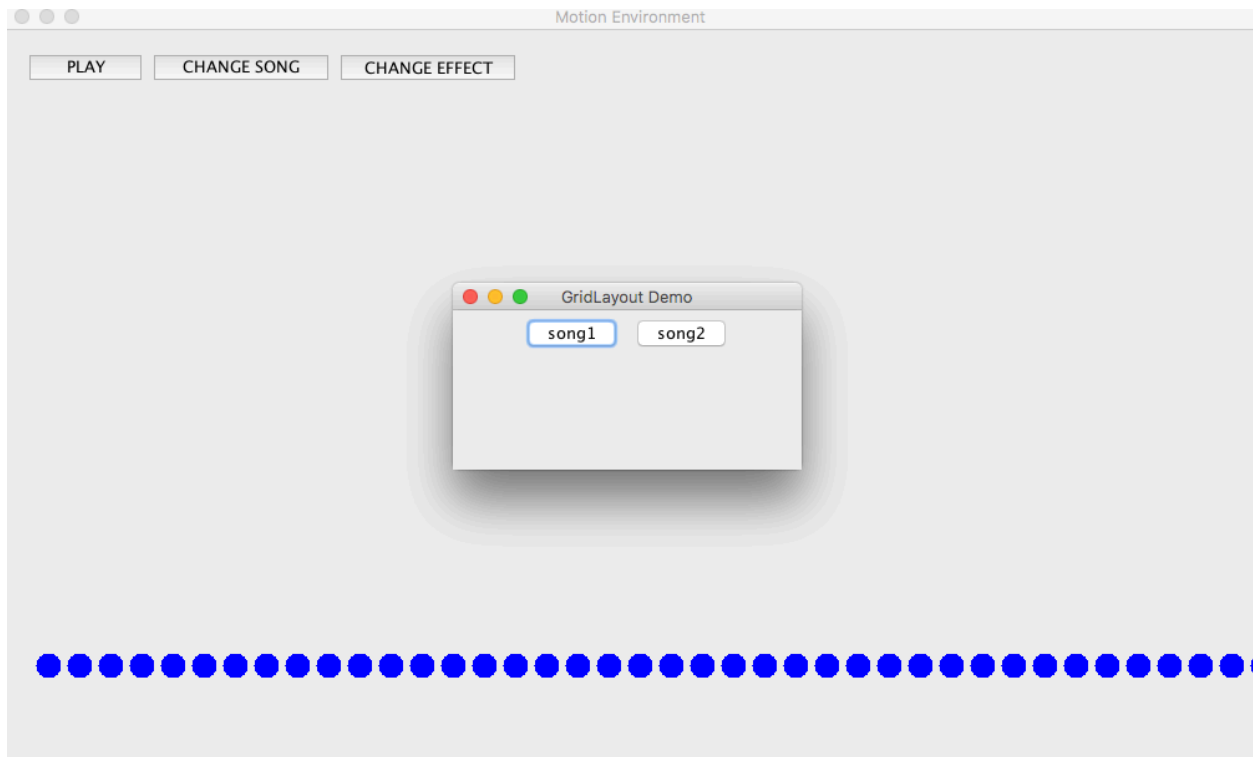 Motion Environment
PLAY CHANGE SONG CHANGE EFFECT
GridLayout Demo
song1 song2